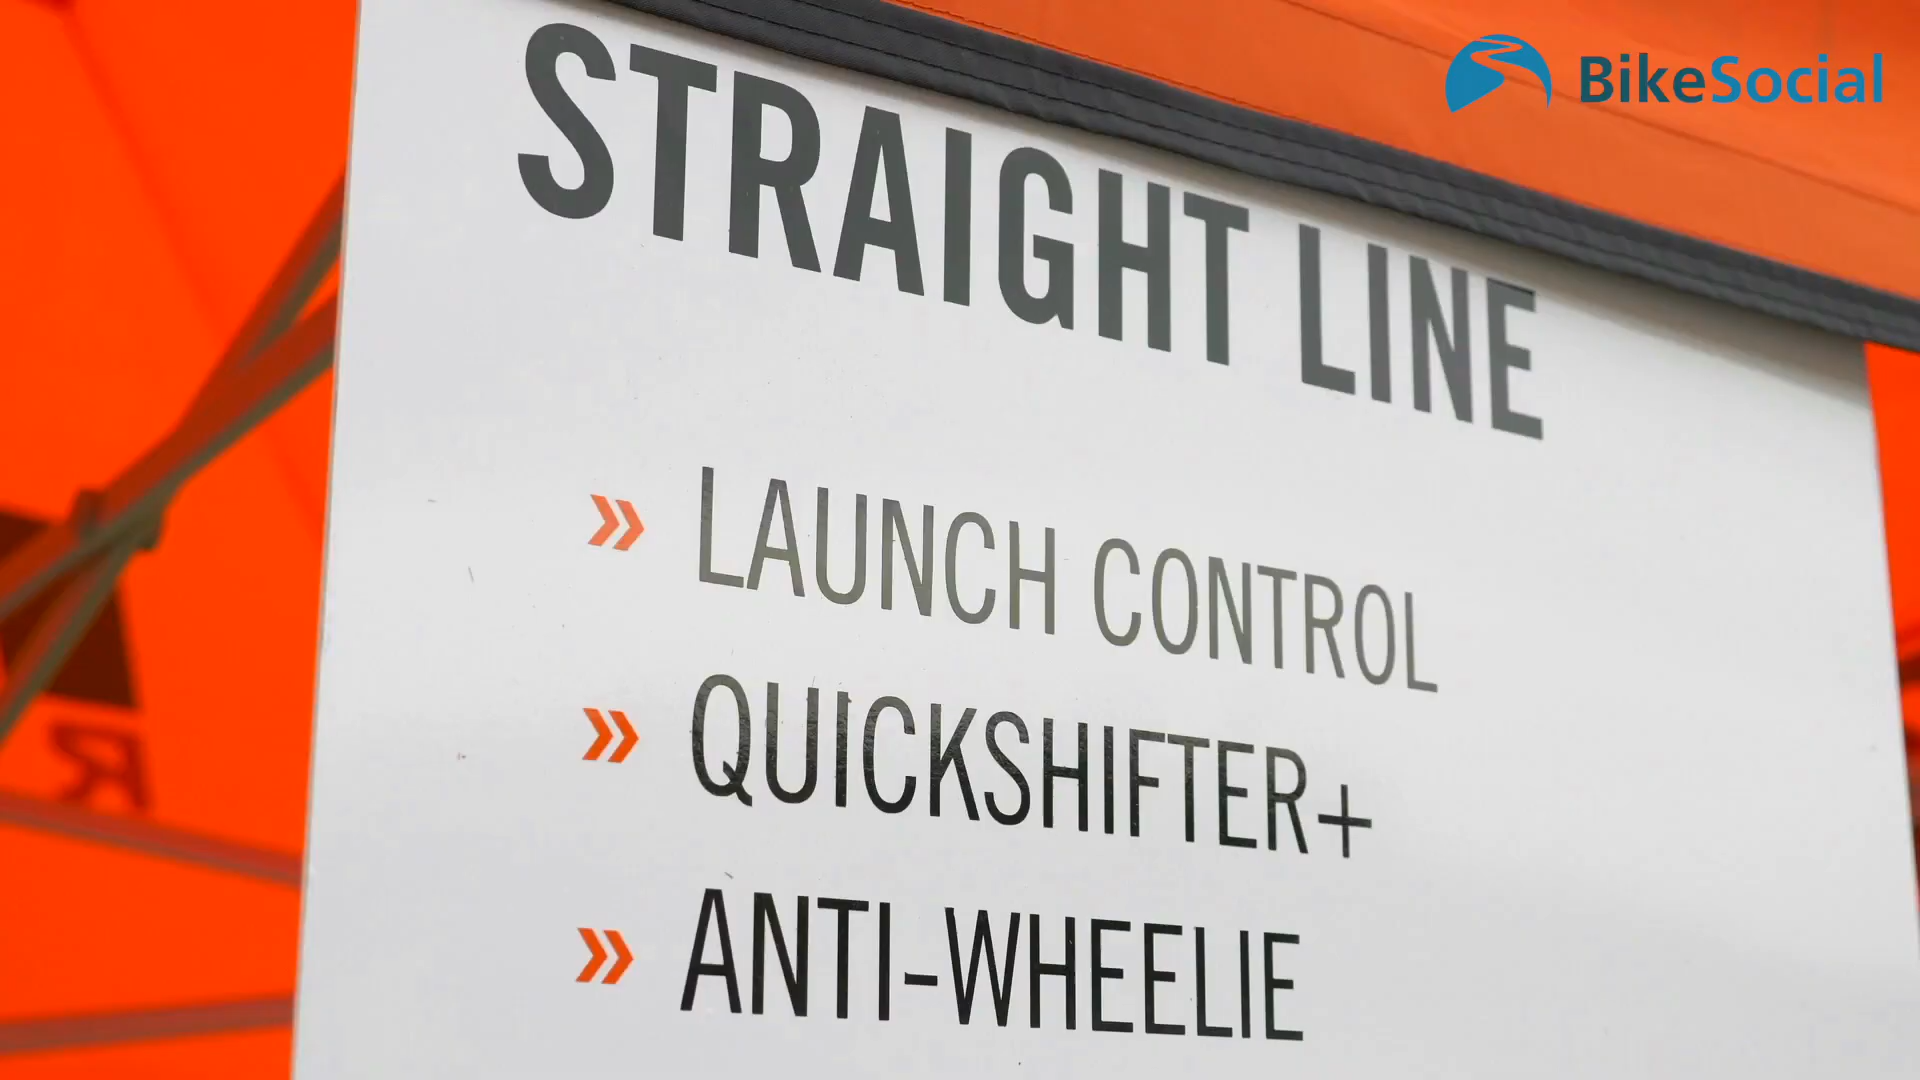 BikeSocial
STRAIGHT LINE
» LAUNCH CONTROL
» QUICKSHIFTER+
» ANTI-WHEELIE
R